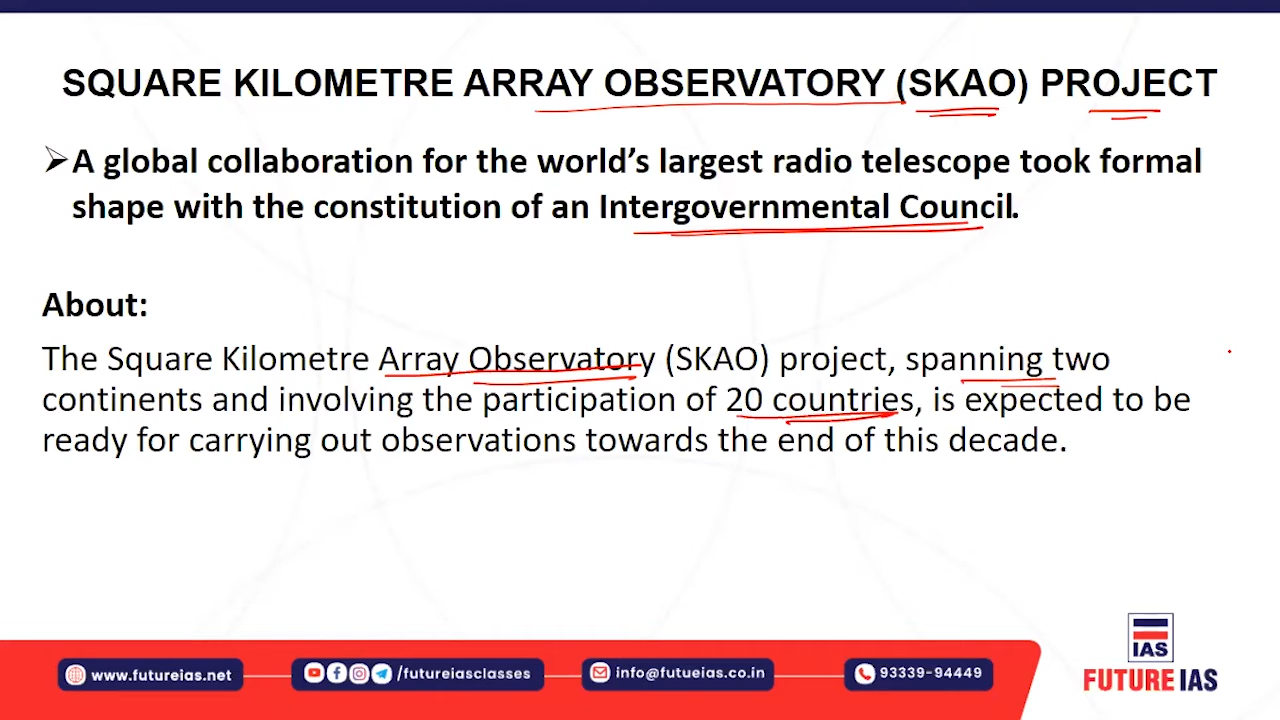 SQUARE KILOMETRE ARRAY OBSERVATORY (SKAO) PROJECT
➢A global collaboration for the world’s largest radio telescope took formal
shape with the constitution of an Intergovernmental Council.
About:
The Square Kilometre Array Observatory (SKAO) project, spanning two
continents and involving the participation of 20 countries, is expected to be
ready for carrying out observations towards the end of this decade.
IAS
www.futureias.net
/futureiasclasses
info@futueias.co.in
93339-94449
FUTURE IAS